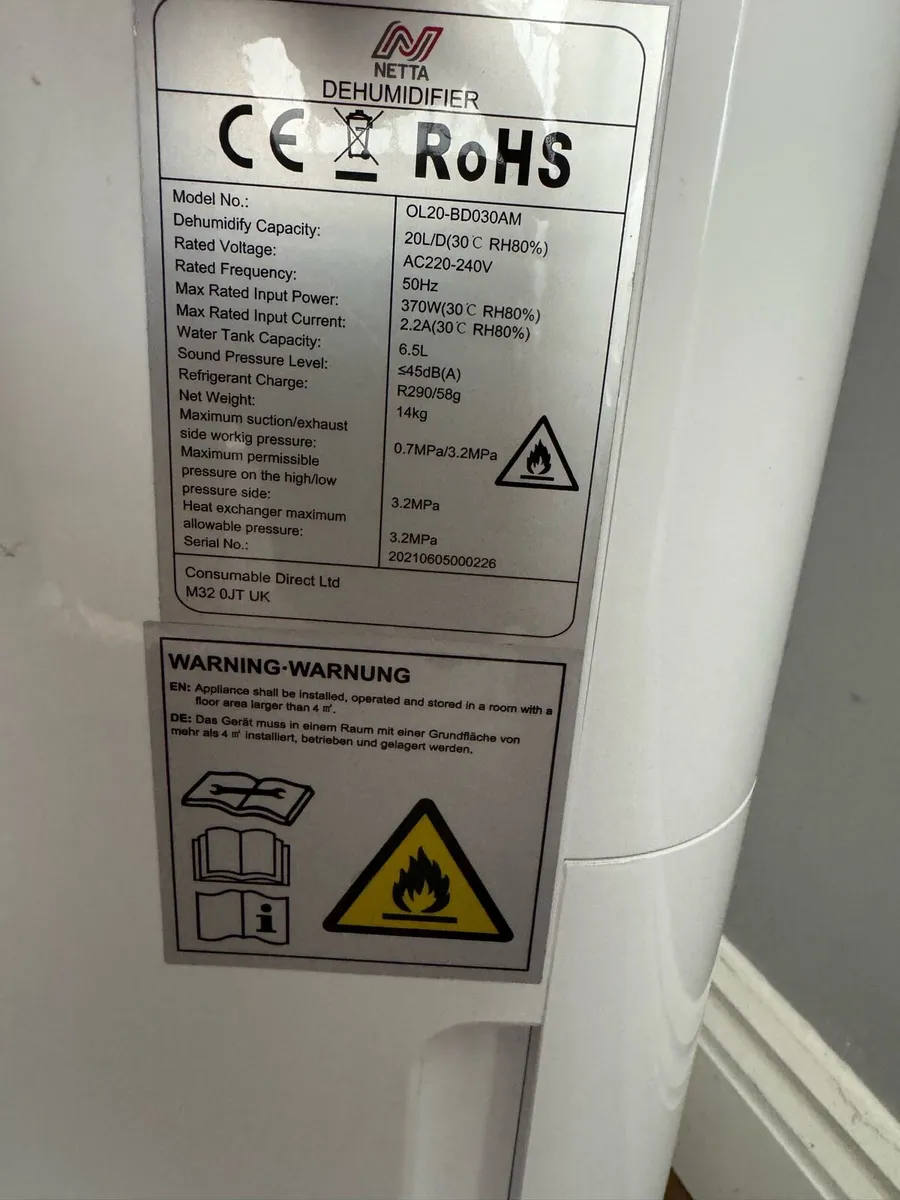 NETTA
DEHUMIDIFIER
CE RoHS
Model No.: OL20-BD030AM
Dehumidify Capacity: 20L/D(30℃ RH80%)
Rated Voltage: AC220-240V
Rated Frequency: 50Hz
Max Rated Input Power: 370W(30℃ RH80%)
Max Rated Input Current: 2.2A(30℃ RH80%)
Water Tank Capacity: 6.5L
Sound Pressure Level: ≤45dB(A)
Refrigerant Charge: R290/58g
Net Weight: 14kg
Maximum suction/exhaust
side workig pressure: 0.7MPa/3.2MPa
Maximum permissible
pressure on the high/low
pressure side: 3.2MPa
Heat exchanger maximum
allowable pressure: 3.2MPa
Serial No.: 20210605000226
Consumable Direct Ltd
M32 0JT UK
WARNING-WARNUNG
EN: Appliance shall be installed, operated and stored in a room with a
floor area larger than 4 ㎡.
DE: Das Gerät muss in einem Raum mit einer Grundfläche von
mehr als 4 ㎡ installiert, betrieben und gelagert werden.
i